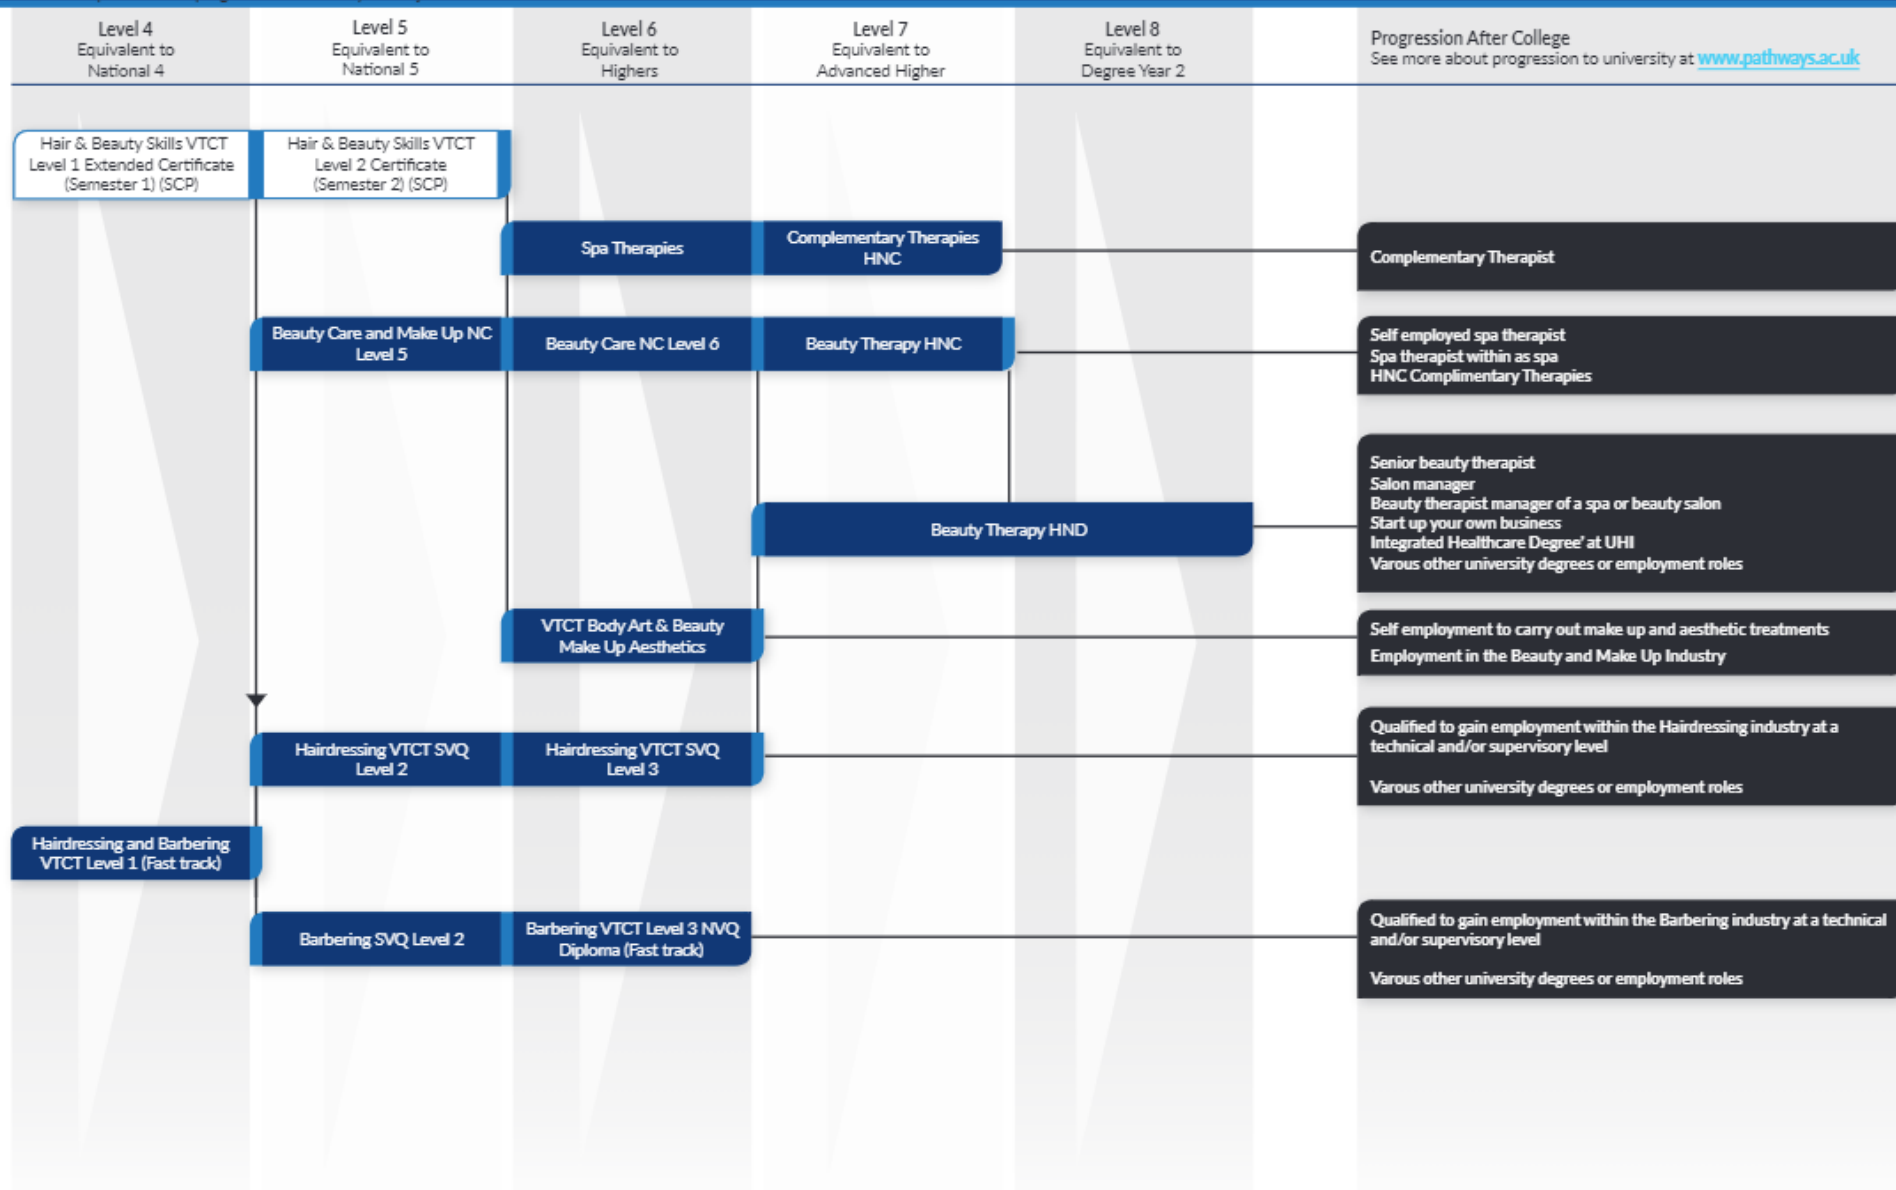 Level 4
Equivalent to
National 4
Level 5
Equivalent to
National 5
Level 6
Equivalent to
Highers
Level 7
Equivalent to
Advanced Higher
Level 8
Equivalent to
Degree Year 2
Progression After College
See more about progression to university at www.pathways.ac.uk
Hair & Beauty Skills VTCT
Level 1 Extended Certificate
(Semester 1) (SCP)
Hair & Beauty Skills VTCT
Level 2 Certificate
(Semester 2) (SCP)
Spa Therapies
Complementary Therapies
HNC
Complementary Therapist
Beauty Care and Make Up NC
Level 5
Beauty Care NC Level 6
Beauty Therapy HNC
Self employed spa therapist
Spa therapist within as spa
HNC Complimentary Therapies
Beauty Therapy HND
Senior beauty therapist
Salon manager
Beauty therapist manager of a spa or beauty salon
Start up your own business
Integrated Healthcare Degree' at UHI
Varous other university degrees or employment roles
VTCT Body Art & Beauty
Make Up Aesthetics
Self employment to carry out make up and aesthetic treatments
Employment in the Beauty and Make Up Industry
Hairdressing VTCT SVQ
Level 2
Hairdressing VTCT SVQ
Level 3
Qualified to gain employment within the Hairdressing industry at a
technical and/or supervisory level
Varous other university degrees or employment roles
Hairdressing and Barbering
VTCT Level 1 (Fast track)
Barbering SVQ Level 2
Barbering VTCT Level 3 NVQ
Diploma (Fast track)
Qualified to gain employment within the Barbering industry at a technical
and/or supervisory level
Varous other university degrees or employment roles